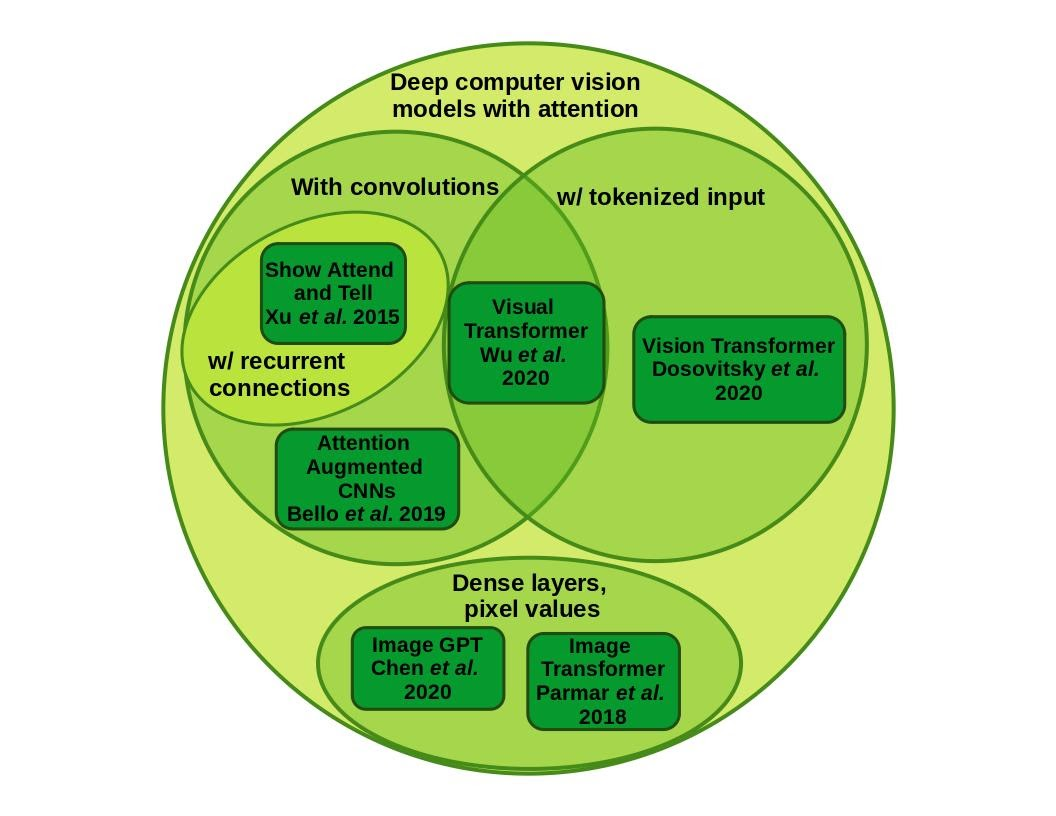 Deep computer vision
models with attention
With convolutions
w/ tokenized input
Show Attend
and Tell
Xu et al. 2015
w/ recurrent
connections
Visual
Transformer
Wu et al.
2020
Vision Transformer
Dosovitsky et al.
2020
Attention
Augmented
CNNs
Bello et al. 2019
Dense layers,
pixel values
Image GPT
Chen et al.
2020
Image
Transformer
Parmar et al.
2018